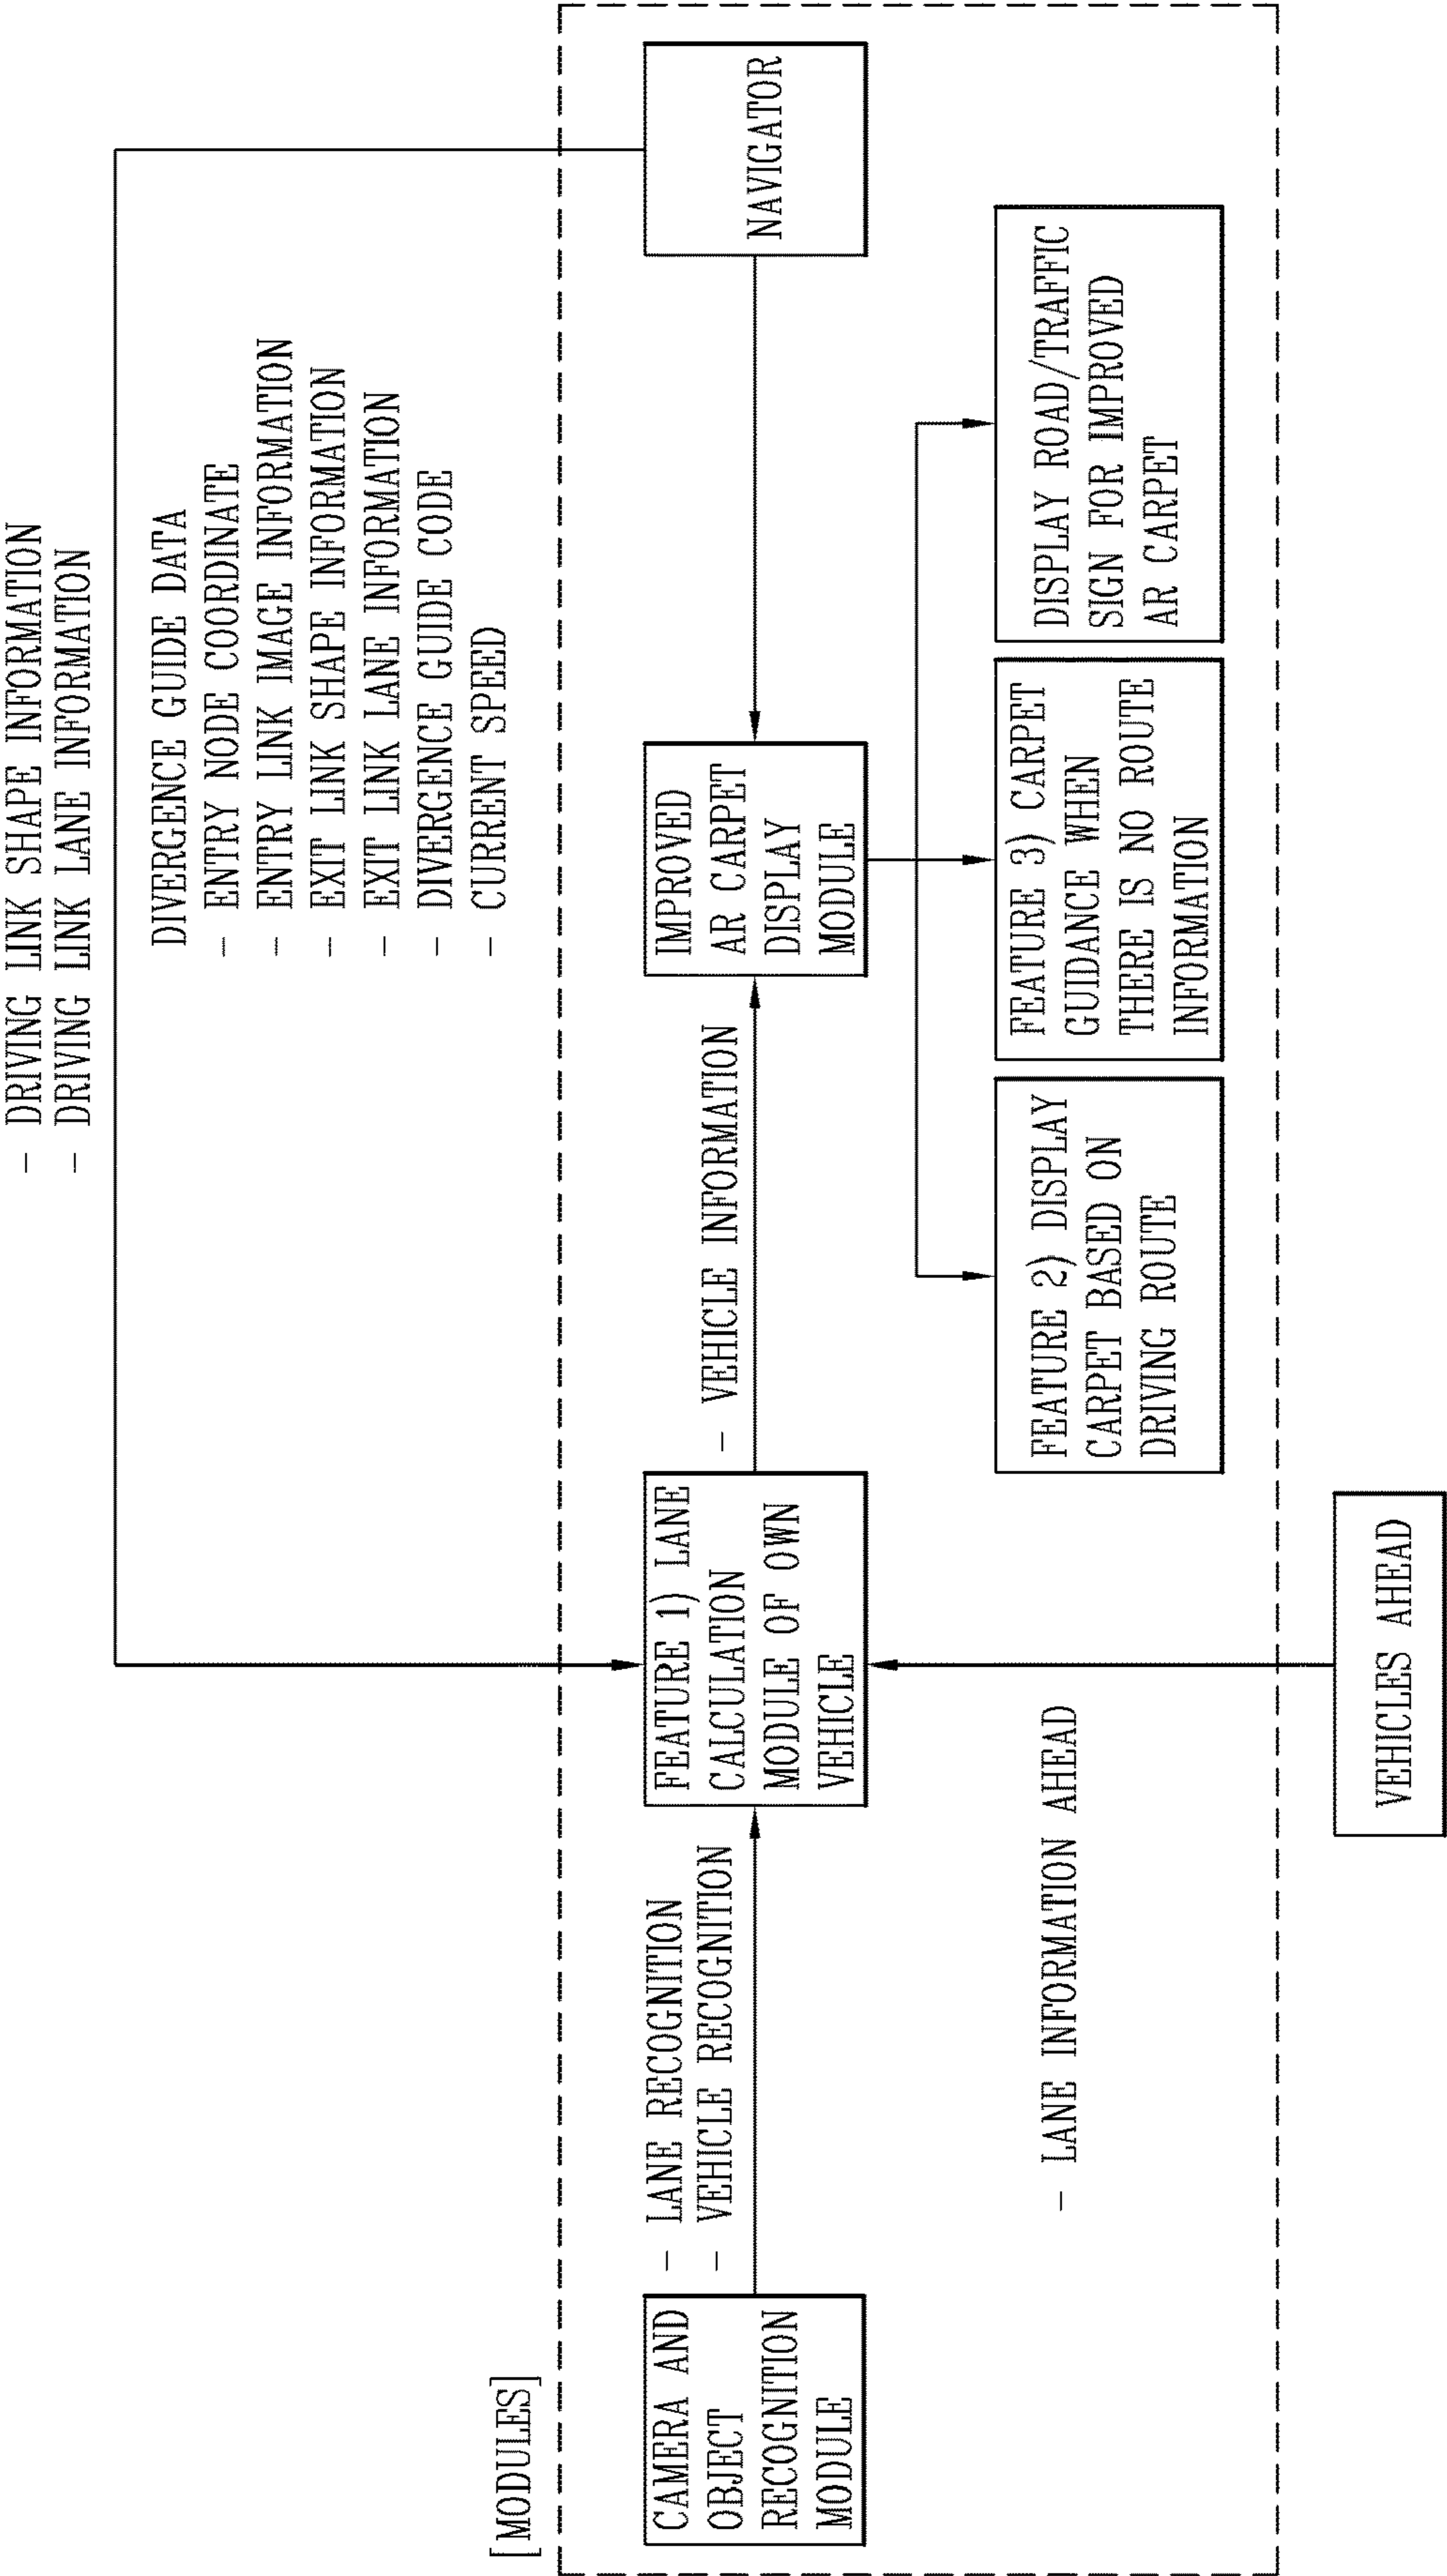 - DRIVING LINK SHAPE INFORMATION
- DRIVING LINK LANE INFORMATION
DIVERGENCE GUIDE DATA
- ENTRY NODE COORDINATE
- ENTRY LINK IMAGE INFORMATION
- EXIT LINK SHAPE INFORMATION
- EXIT LINK LANE INFORMATION
- DIVERGENCE GUIDE CODE
- CURRENT SPEED
[MODULES]
CAMERA AND
OBJECT
RECOGNITION
MODULE
- LANE RECOGNITION
- VEHICLE RECOGNITION
FEATURE 1) LANE
CALCULATION
MODULE OF OWN
VEHICLE
- VEHICLE INFORMATION
IMPROVED
AR CARPET
DISPLAY
MODULE
NAVIGATOR
FEATURE 2) DISPLAY
CARPET BASED ON
DRIVING ROUTE
FEATURE 3) CARPET
GUIDANCE WHEN
THERE IS NO ROUTE
INFORMATION
DISPLAY ROAD/TRAFFIC
SIGN FOR IMPROVED
AR CARPET
- LANE INFORMATION AHEAD
VEHICLES AHEAD